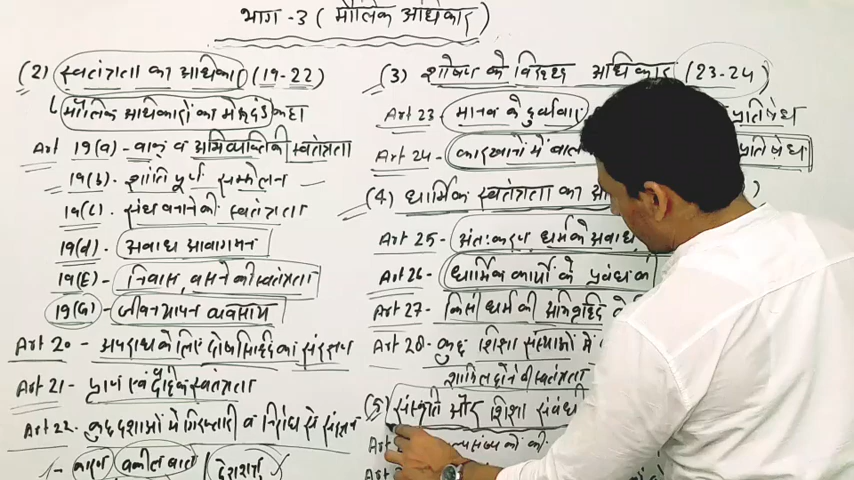 भाग -3 ( मौलिक अधिकार )
(2) स्वतंत्रता का अधिकार (19-22)
मौलिक अधिकारों का मेरुदंड कहा
Art 19(a) - वाक् व अभिव्यक्ति की स्वतंत्रता
19(b) - शांतिपूर्ण सम्मेलन
19(c) - संघ बनाने की स्वतंत्रता
19(d) - अबाध आवागमन
19(E) - निवास, बसने की स्वतंत्रता
19(G) - जीवनयापन व्यवसाय
Art 20 - अपराध के लिए दोषसिद्धि का संरक्षण
Art 21 - प्राण एवं दैहिक स्वतंत्रता
Art 22 - कुछ दशाओं में गिरफ्तारी व निरोध से संरक्षण
1- कारण वकील बात
(3) शोषण के विरुद्ध अधिकार (23-24)
Art 23 - मानव के दुर्व्यापार प्रतिषेध
Art 24 - कारखानों में प्रतिषेध
(4) धार्मिक स्वतंत्रता का )
Art 25 - अंतःकरण धर्म के अबाध
Art 26 - धार्मिक कार्यों के प्रबंधक
Art 27 - किसी धर्म की अभिवृद्धि के
Art 28 - कुछ शिक्षा संस्थाओं में
शामिल होने की स्वतंत्रता
(5) संस्कृति और शिक्षा संबंधी